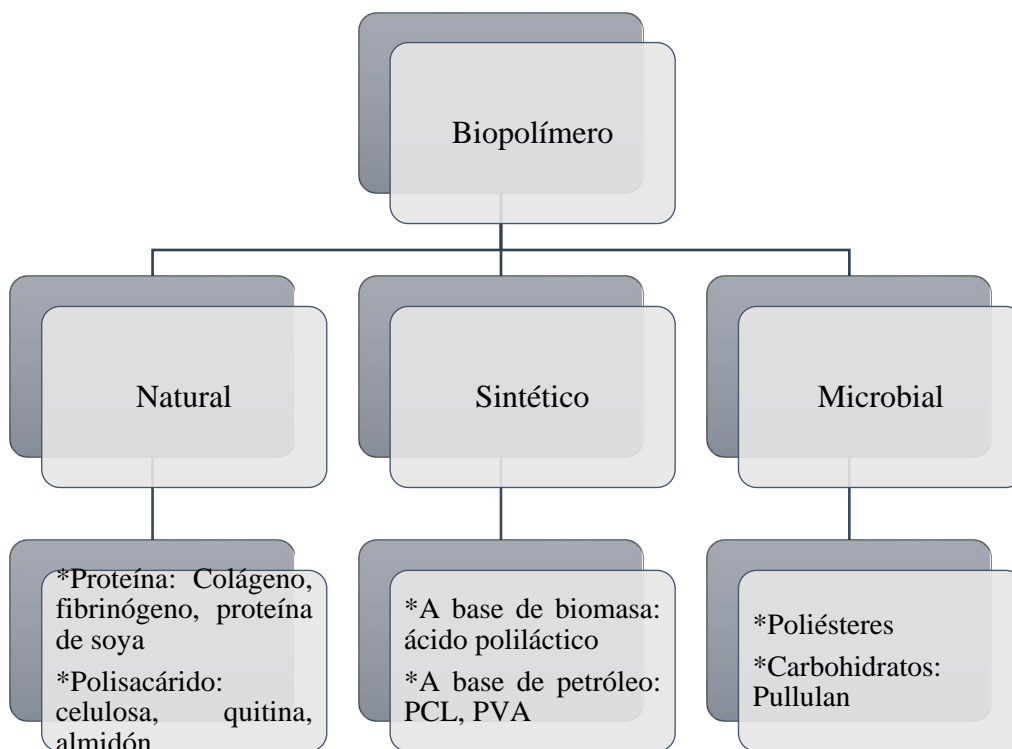 Biopolímero
Natural
Sintético
Microbial
*Proteína: Colágeno,
fibrinógeno, proteína
de soya
*Polisacárido:
celulosa, quitina,
almidón
*A base de biomasa:
ácido poliláctico
*A base de petróleo:
PCL, PVA
*Poliésteres
*Carbohidratos:
Pullulan